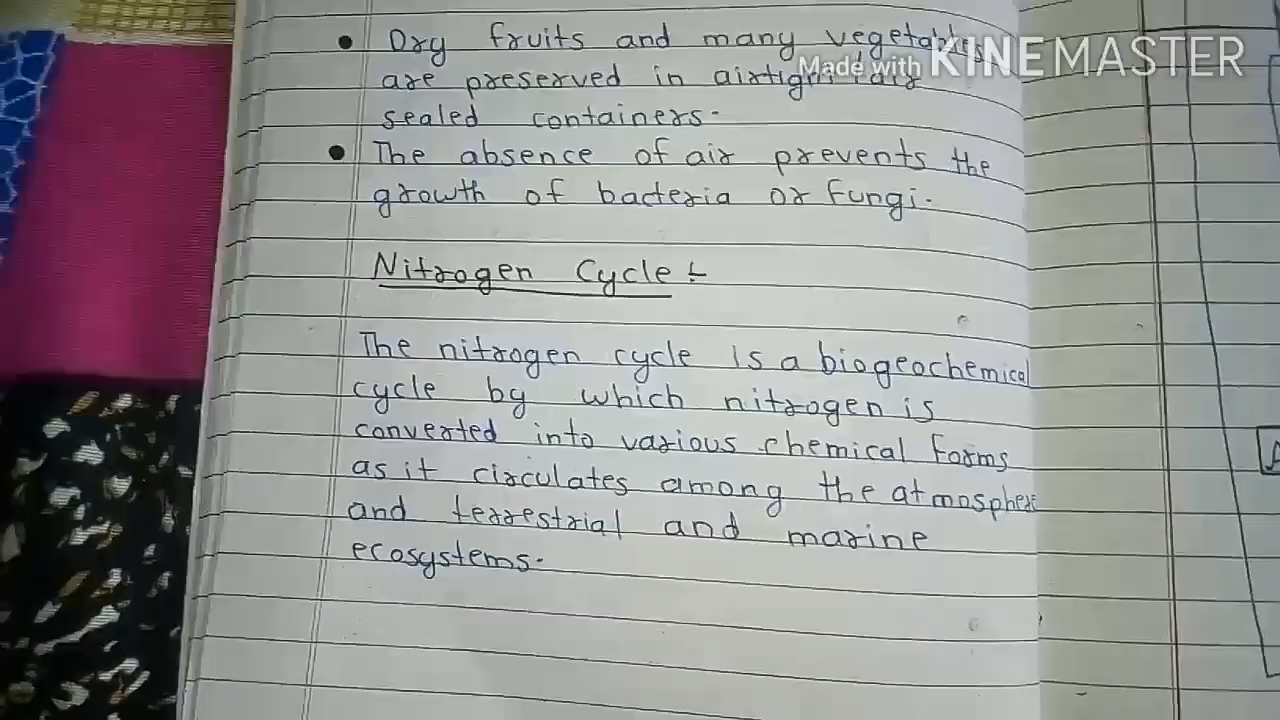 • Dry fruits and many vegetables
Made with KINEMASTER
are preserved in airtight
sealed containers.
• The absence of air prevents the
growth of bacteria or fungi.
Nitrogen Cycle :-
The nitrogen cycle is a biogeochemical
cycle by which nitrogen is
converted into various chemical forms
as it circulates among the atmosphere
and terrestrial and marine
ecosystems.